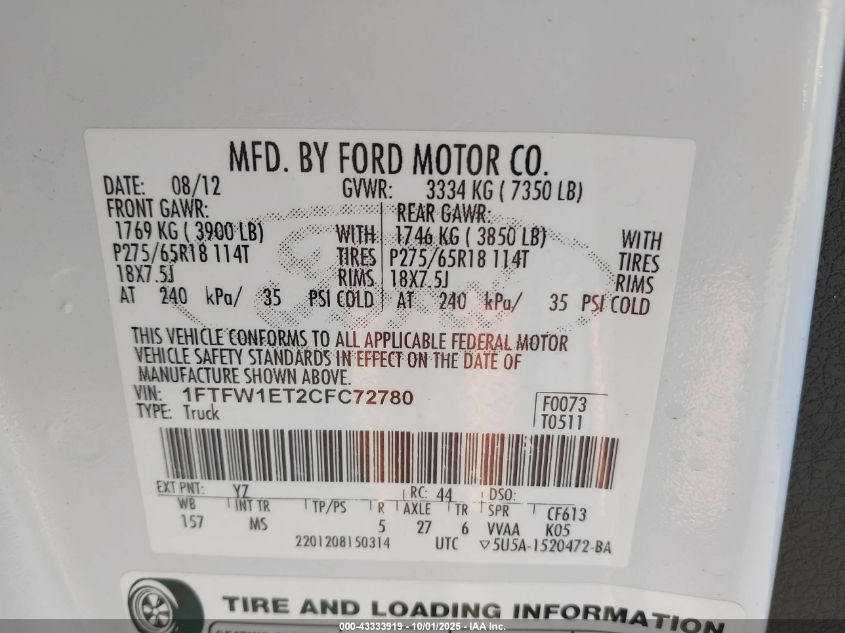 MFD. BY FORD MOTOR CO.
DATE: 08/12 GVWR: 3334 KG ( 7350 LB)
FRONT GAWR: REAR GAWR:
1769 KG ( 3900 LB) WITH 1746 KG ( 3850 LB) WITH
P275/65R18 114T TIRES P275/65R18 114T TIRES
18X7.5J RIMS 18X7.5J RIMS
AT 240 kPa/ 35 PSI COLD AT 240 kPa/ 35 PSI COLD
THIS VEHICLE CONFORMS TO ALL APPLICABLE FEDERAL MOTOR
VEHICLE SAFETY STANDARDS IN EFFECT ON THE DATE OF
MANUFACTURE SHOWN ABOVE.
VIN: 1FTFW1ET2CFC72780 F0073
TYPE: Truck T0511
EXT PNT: YZ RC: 44 DSO:
WB INT TR TP/PS R AXLE TR SPR CF613
157 MS 5 27 6 VVAA K05
2201208150314 UTC ▽5U5A-1520472-BA
TIRE AND LOADING INFORMATION
000-43333919 - 10/01/2025 - IAA Inc.